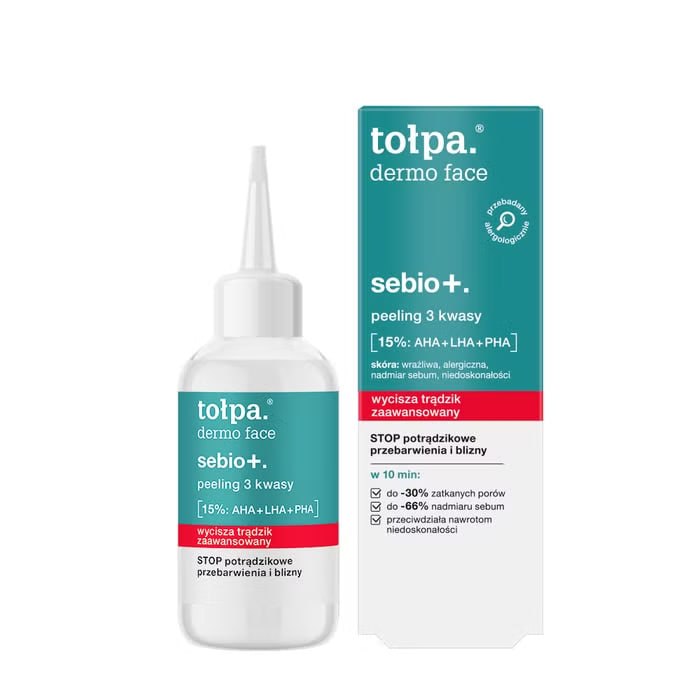 tołpa.®
dermo face
sebio+.
peeling 3 kwasy
[15%: AHA+LHA+PHA]
wycisza trądzik
zaawansowany
STOP potrądzikowe
przebarwienia i blizny
tołpa.®
dermo face
przebadany
alergologicznie
sebio+.
peeling 3 kwasy
[15%: AHA+LHA+PHA]
skóra: wrażliwa, alergiczna,
nadmiar sebum, niedoskonałości
wycisza trądzik
zaawansowany
STOP potrądzikowe
przebarwienia i blizny
w 10 min:
do -30% zatkanych porów
do -66% nadmiaru sebum
przeciwdziała nawrotom
niedoskonałości